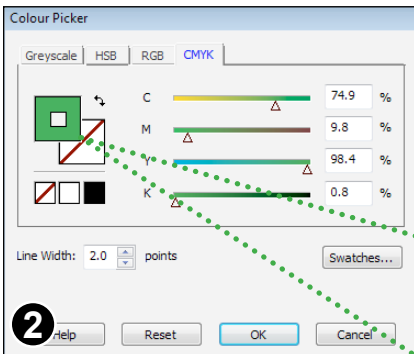 Colour Picker
Greyscale HSB RGB CMYK
C 74.9 %
M 9.8 %
Y 98.4 %
K 0.8 %
Line Width: 2.0 points Swatches...
2 Help Reset OK Cancel